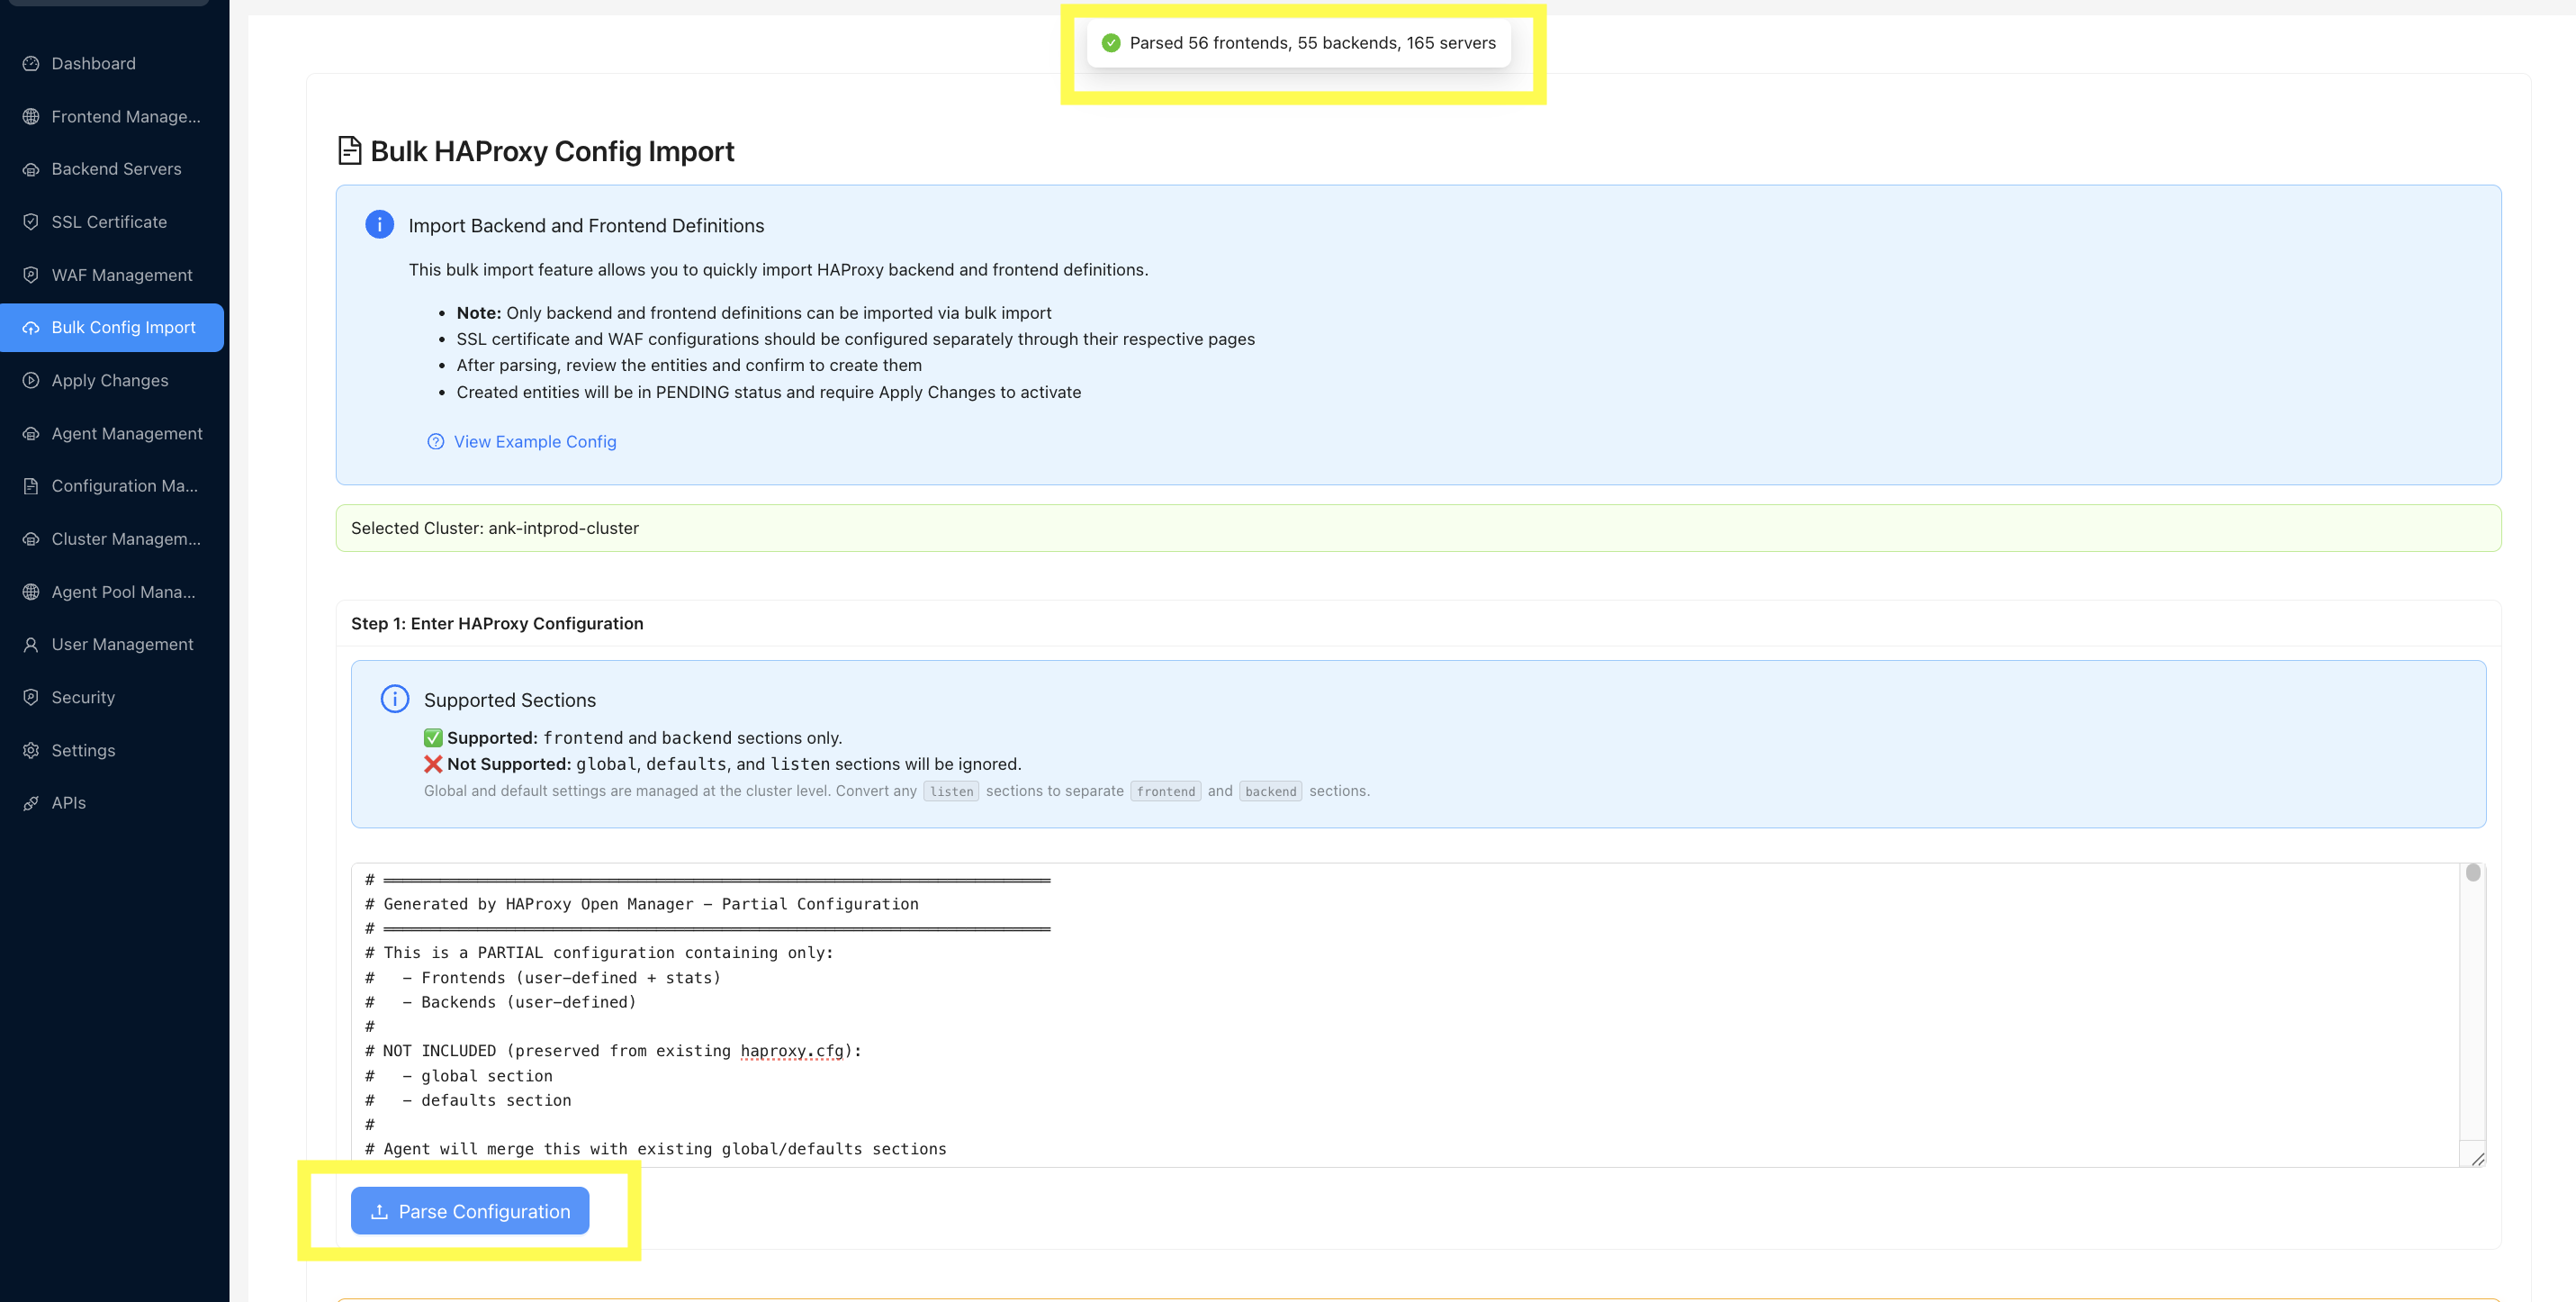 Parsed 56 frontends, 55 backends, 165 servers
Dashboard
Frontend Manage...
Backend Servers
SSL Certificate
WAF Management
Bulk Config Import
Apply Changes
Agent Management
Configuration Ma...
Cluster Managem...
Agent Pool Mana...
User Management
Security
Settings
APIs
Bulk HAProxy Config Import
Import Backend and Frontend Definitions
This bulk import feature allows you to quickly import HAProxy backend and frontend definitions.
• Note: Only backend and frontend definitions can be imported via bulk import
• SSL certificate and WAF configurations should be configured separately through their respective pages
• After parsing, review the entities and confirm to create them
• Created entities will be in PENDING status and require Apply Changes to activate
View Example Config
Selected Cluster: ank-intprod-cluster
Step 1: Enter HAProxy Configuration
Supported Sections
✅ Supported: frontend and backend sections only.
❌ Not Supported: global, defaults, and listen sections will be ignored.
Global and default settings are managed at the cluster level. Convert any listen sections to separate frontend and backend sections.
# ═══════════════════════════════════════════════════════════════════════
# Generated by HAProxy Open Manager - Partial Configuration
# ═══════════════════════════════════════════════════════════════════════
# This is a PARTIAL configuration containing only:
#   - Frontends (user-defined + stats)
#   - Backends (user-defined)
#
# NOT INCLUDED (preserved from existing haproxy.cfg):
#   - global section
#   - defaults section
#
# Agent will merge this with existing global/defaults sections
Parse Configuration